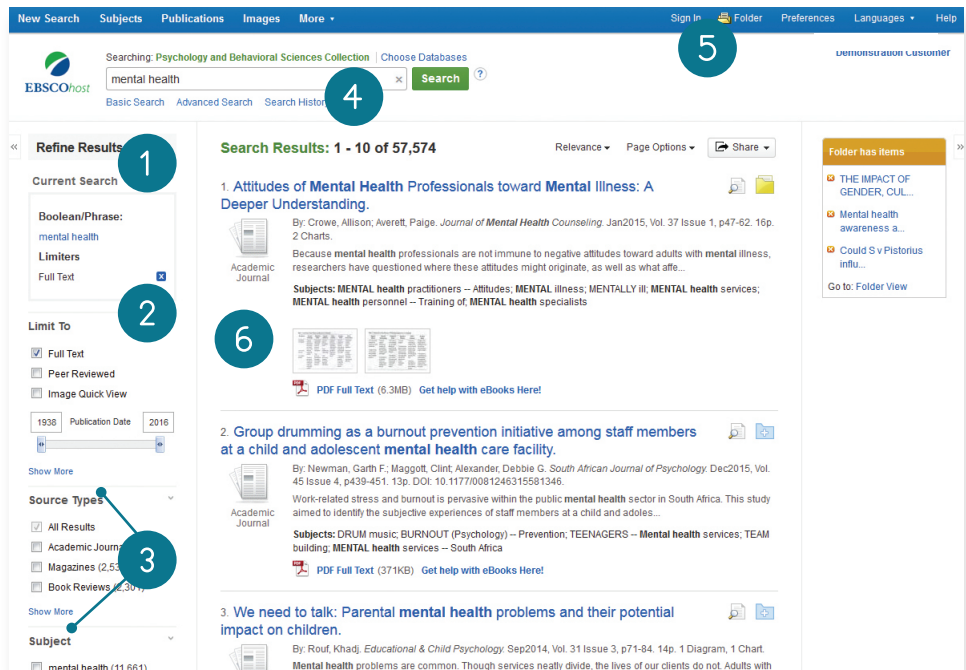 New Search Subjects Publications Images More
Sign In Folder Preferences Languages Help
5
Demonstration Customer
EBSCOhost
Searching: Psychology and Behavioral Sciences Collection | Choose Databases
mental health × Search ?
Basic Search Advanced Search Search History
4
« Refine Results
1
Current Search
Boolean/Phrase:
mental health
Limiters
Full Text x
2
Limit To
Full Text
Peer Reviewed
Image Quick View
1938 Publication Date 2016
Show More
Source Types
All Results
Academic
Magazines
Book Reviews
3
Show More
Subject
mental health (11,661)
Search Results: 1 - 10 of 57,574
Relevance Page Options Share
1. Attitudes of Mental Health Professionals toward Mental Illness: A
Deeper Understanding.
Academic
Journal
By: Crowe, Allison; Averett, Paige. Journal of Mental Health Counseling. Jan2015, Vol. 37 Issue 1, p47-62. 16p.
2 Charts.
Because mental health professionals are not immune to negative attitudes toward adults with mental illness,
researchers have questioned where these attitudes might originate, as well as what affe...
Subjects: MENTAL health practitioners -- Attitudes; MENTAL illness; MENTALLY ill; MENTAL health services;
MENTAL health personnel -- Training of; MENTAL health specialists
6
PDF Full Text (6.3MB) Get help with eBooks Here!
2. Group drumming as a burnout prevention initiative among staff members
at a child and adolescent mental health care facility.
Academic
Journal
By: Newman, Garth F.; Maggott, Clint; Alexander, Debbie G. South African Journal of Psychology. Dec2015, Vol.
45 Issue 4, p439-451. 13p. DOI: 10.1177/0081246315581346.
Work-related stress and burnout is pervasive within the public mental health sector in South Africa. This study
aimed to identify the subjective experiences of staff members at a child and adoles...
Subjects: DRUM music; BURNOUT (Psychology) -- Prevention; TEENAGERS -- Mental health services; TEAM
building; MENTAL health services -- South Africa
PDF Full Text (371KB) Get help with eBooks Here!
3. We need to talk: Parental mental health problems and their potential
impact on children.
By: Rouf, Khadj. Educational & Child Psychology. Sep2014, Vol. 31 Issue 3, p71-84. 14p. 1 Diagram, 1 Chart.
Mental health problems are common. Though services neatly divide, the lives of our clients do not. Adults with
»
Folder has items
THE IMPACT OF
GENDER, CUL...
Mental health
awareness a...
Could S v Pistorius
influ...
Go to: Folder View